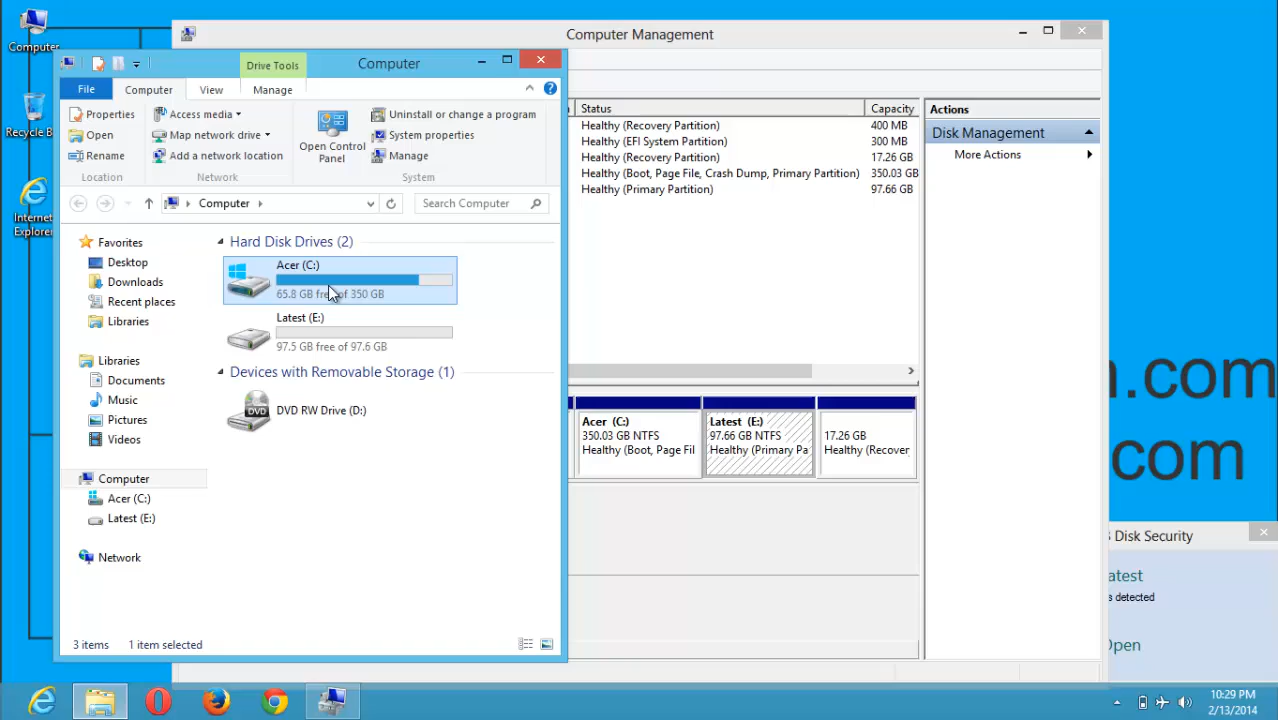 Computer
Recycle B
Internet
Explorer
Computer Management
Drive Tools
Computer
File
Computer
View
Manage
Properties
Open
Rename
Location
Access media
Map network drive
Add a network location
Network
Open Control
Panel
Uninstall or change a program
System properties
Manage
System
Computer
Search Computer
Favorites
Desktop
Downloads
Recent places
Libraries
Libraries
Documents
Music
Pictures
Videos
Computer
Acer (C:)
Latest (E:)
Network
Hard Disk Drives (2)
Acer (C:)
65.8 GB free of 350 GB
Latest (E:)
97.5 GB free of 97.6 GB
Devices with Removable Storage (1)
DVD
DVD RW Drive (D:)
3 items
1 item selected
Status
Capacity
Healthy (Recovery Partition)
400 MB
Healthy (EFI System Partition)
300 MB
Healthy (Recovery Partition)
17.26 GB
Healthy (Boot, Page File, Crash Dump, Primary Partition)
350.03 GB
Healthy (Primary Partition)
97.66 GB
Actions
Disk Management
More Actions
Acer (C:)
350.03 GB NTFS
Healthy (Boot, Page Fil
Latest (E:)
97.66 GB NTFS
Healthy (Primary Pa
17.26 GB
Healthy (Recover
n.com
com
Disk Security
atest
s detected
Open
10:29 PM
2/13/2014